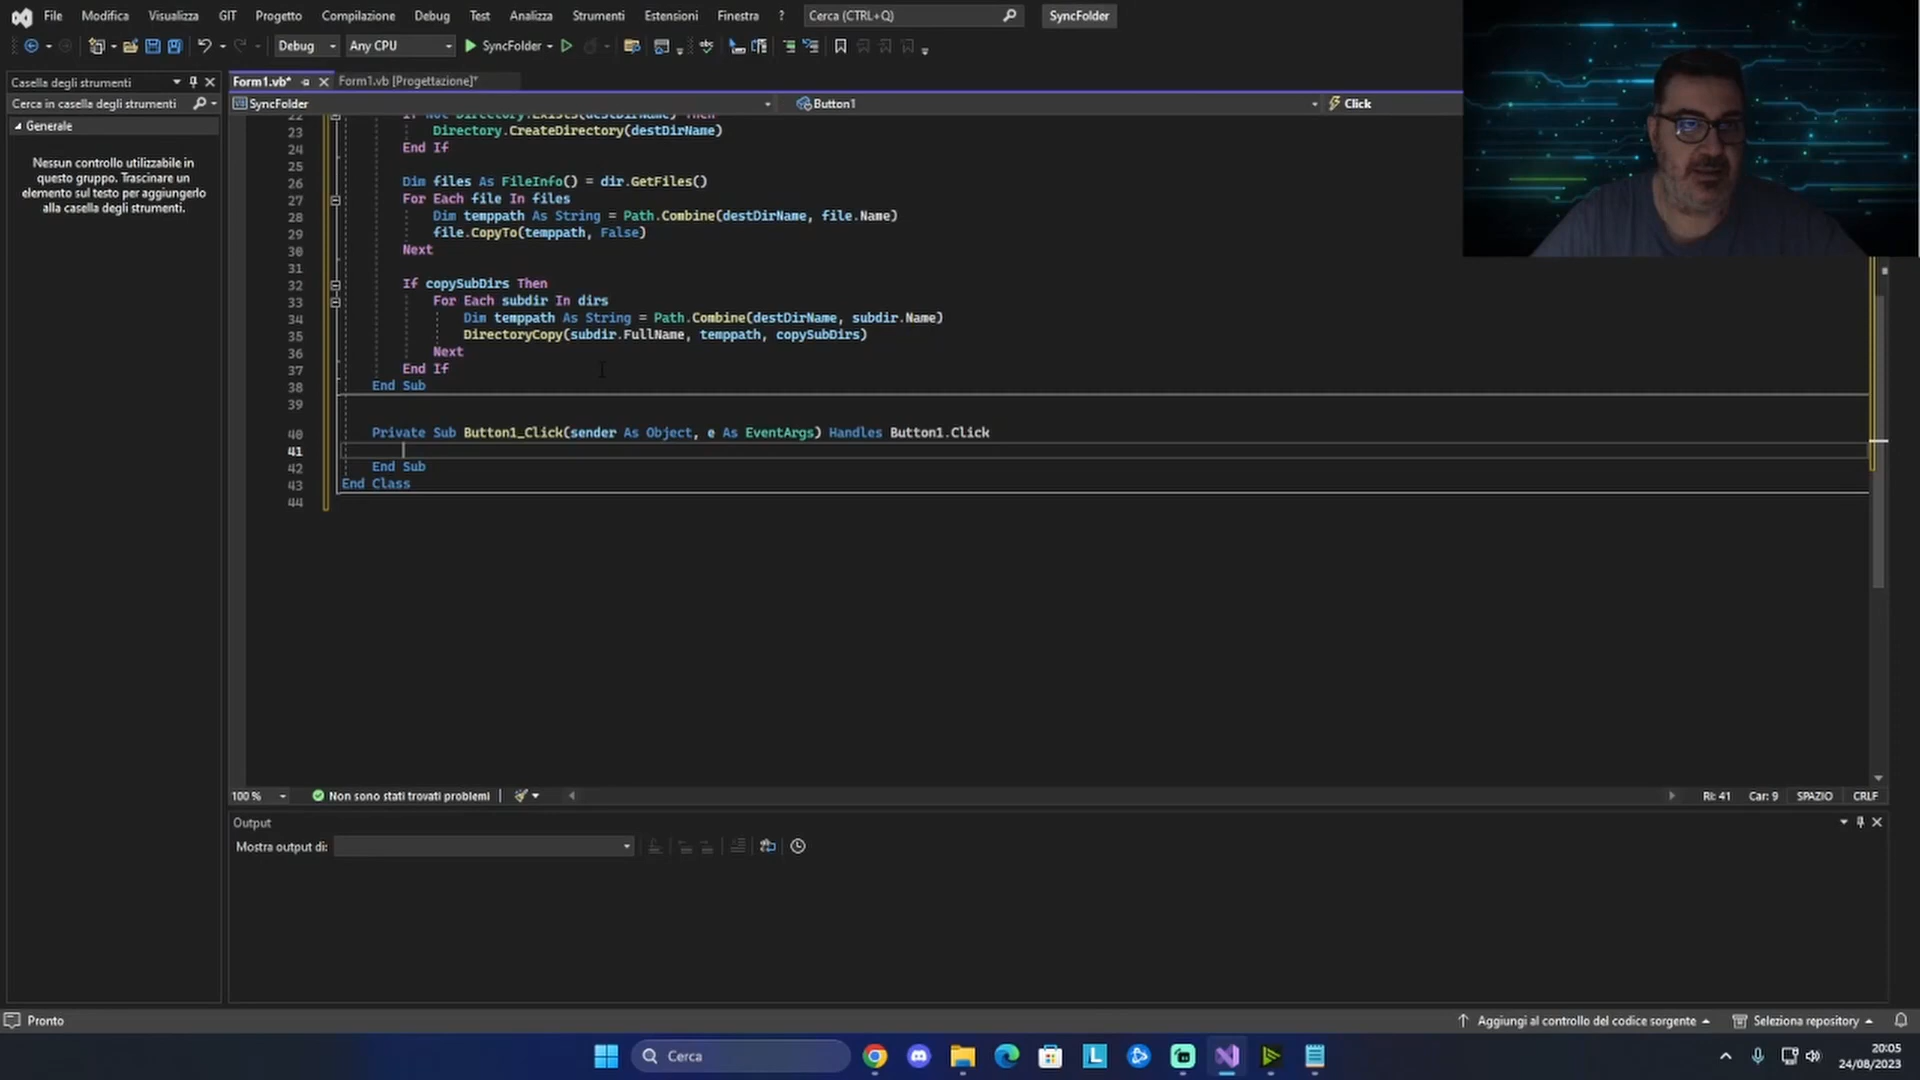 File Modifica Visualizza GIT Progetto Compilazione Debug Test Analizza Strumenti Estensioni Finestra ? Cerca (CTRL+Q) SyncFolder
Debug Any CPU SyncFolder
Casella degli strumenti
Form1.vb* Form1.vb [Progettazione]*
Cerca in casella degli strumenti
SyncFolder Button1 Click
Generale
Nessun controllo utilizzabile in
questo gruppo. Trascinare un
elemento sul testo per aggiungerlo
alla casella degli strumenti.
22 If Not Directory.Exists(destDirName) Then
23 Directory.CreateDirectory(destDirName)
24 End If
25
26 Dim files As FileInfo() = dir.GetFiles()
27 For Each file In files
28 Dim temppath As String = Path.Combine(destDirName, file.Name)
29 file.CopyTo(temppath, False)
30 Next
31
32 If copySubDirs Then
33 For Each subdir In dirs
34 Dim temppath As String = Path.Combine(destDirName, subdir.Name)
35 DirectoryCopy(subdir.FullName, temppath, copySubDirs)
36 Next
37 End If
38 End Sub
39
40 Private Sub Button1_Click(sender As Object, e As EventArgs) Handles Button1.Click
41
42 End Sub
43 End Class
44
100 % Non sono stati trovati problemi Ri: 41 Car: 9 SPAZIO CRLF
Output
Mostra output di:
Pronto Aggiungi al controllo del codice sorgente Seleziona repository
Cerca
20:05
24/08/2023